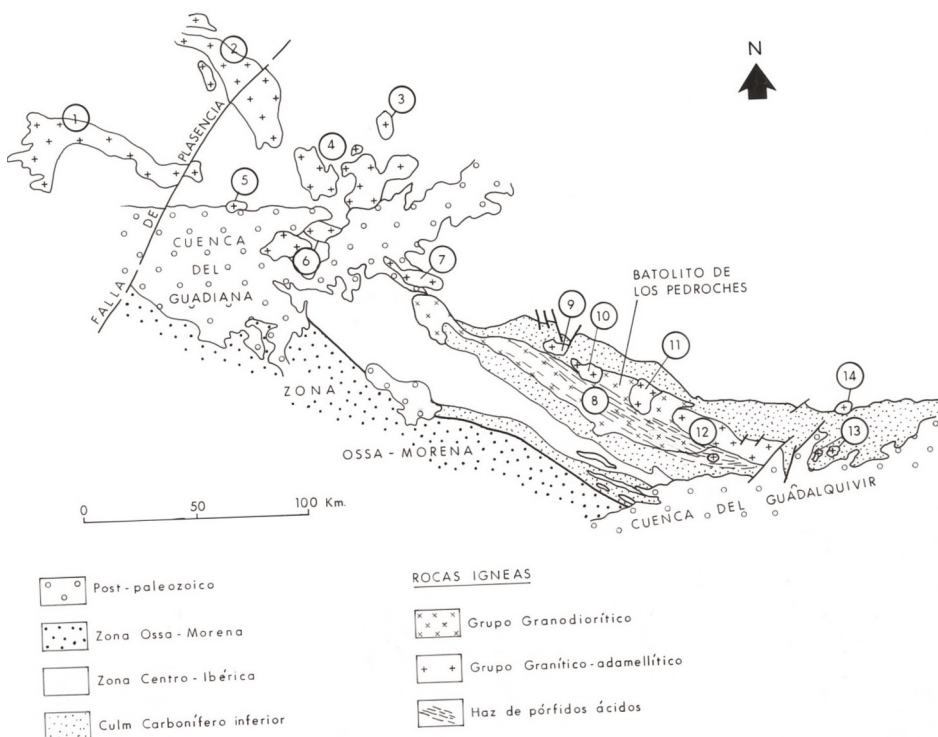 N
1
2
3
4
5
6
7
8
9
10
11
12
13
14
FALLA DE PLASENCIA
CUENCA
DEL
GUADIANA
BATOLITO DE
LOS PEDROCHES
ZONA
OSSA-MORENA
CUENCA DEL GUADALQUIVIR
0 50 100 Km.
Post-paleozoico
Zona Ossa-Morena
Zona Centro-Ibérica
Culm Carbonífero inferior
ROCAS IGNEAS
Grupo Granodiorítico
Grupo Granítico-adamellítico
Haz de pórfidos ácidos